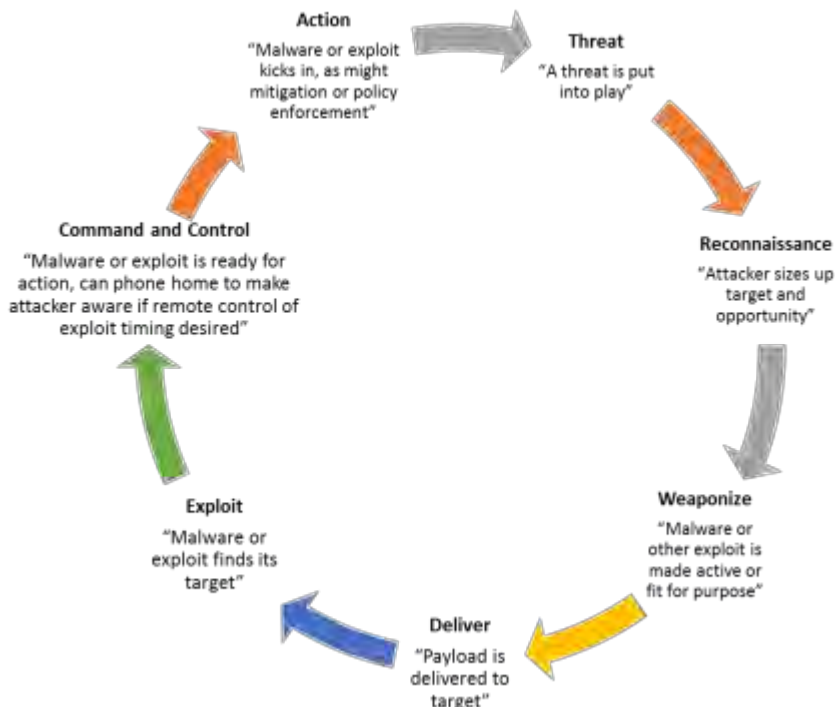 Action
“Malware or exploit
kicks in, as might
mitigation or policy
enforcement”
Threat
“A threat is put
into play”
Reconnaissance
“Attacker sizes up
target and
opportunity”
Weaponize
“Malware or
other exploit is
made active or
fit for purpose”
Deliver
“Payload is
delivered to
target”
Exploit
“Malware or
exploit finds its
target”
Command and Control
“Malware or exploit is ready for
action, can phone home to make
attacker aware if remote control of
exploit timing desired”